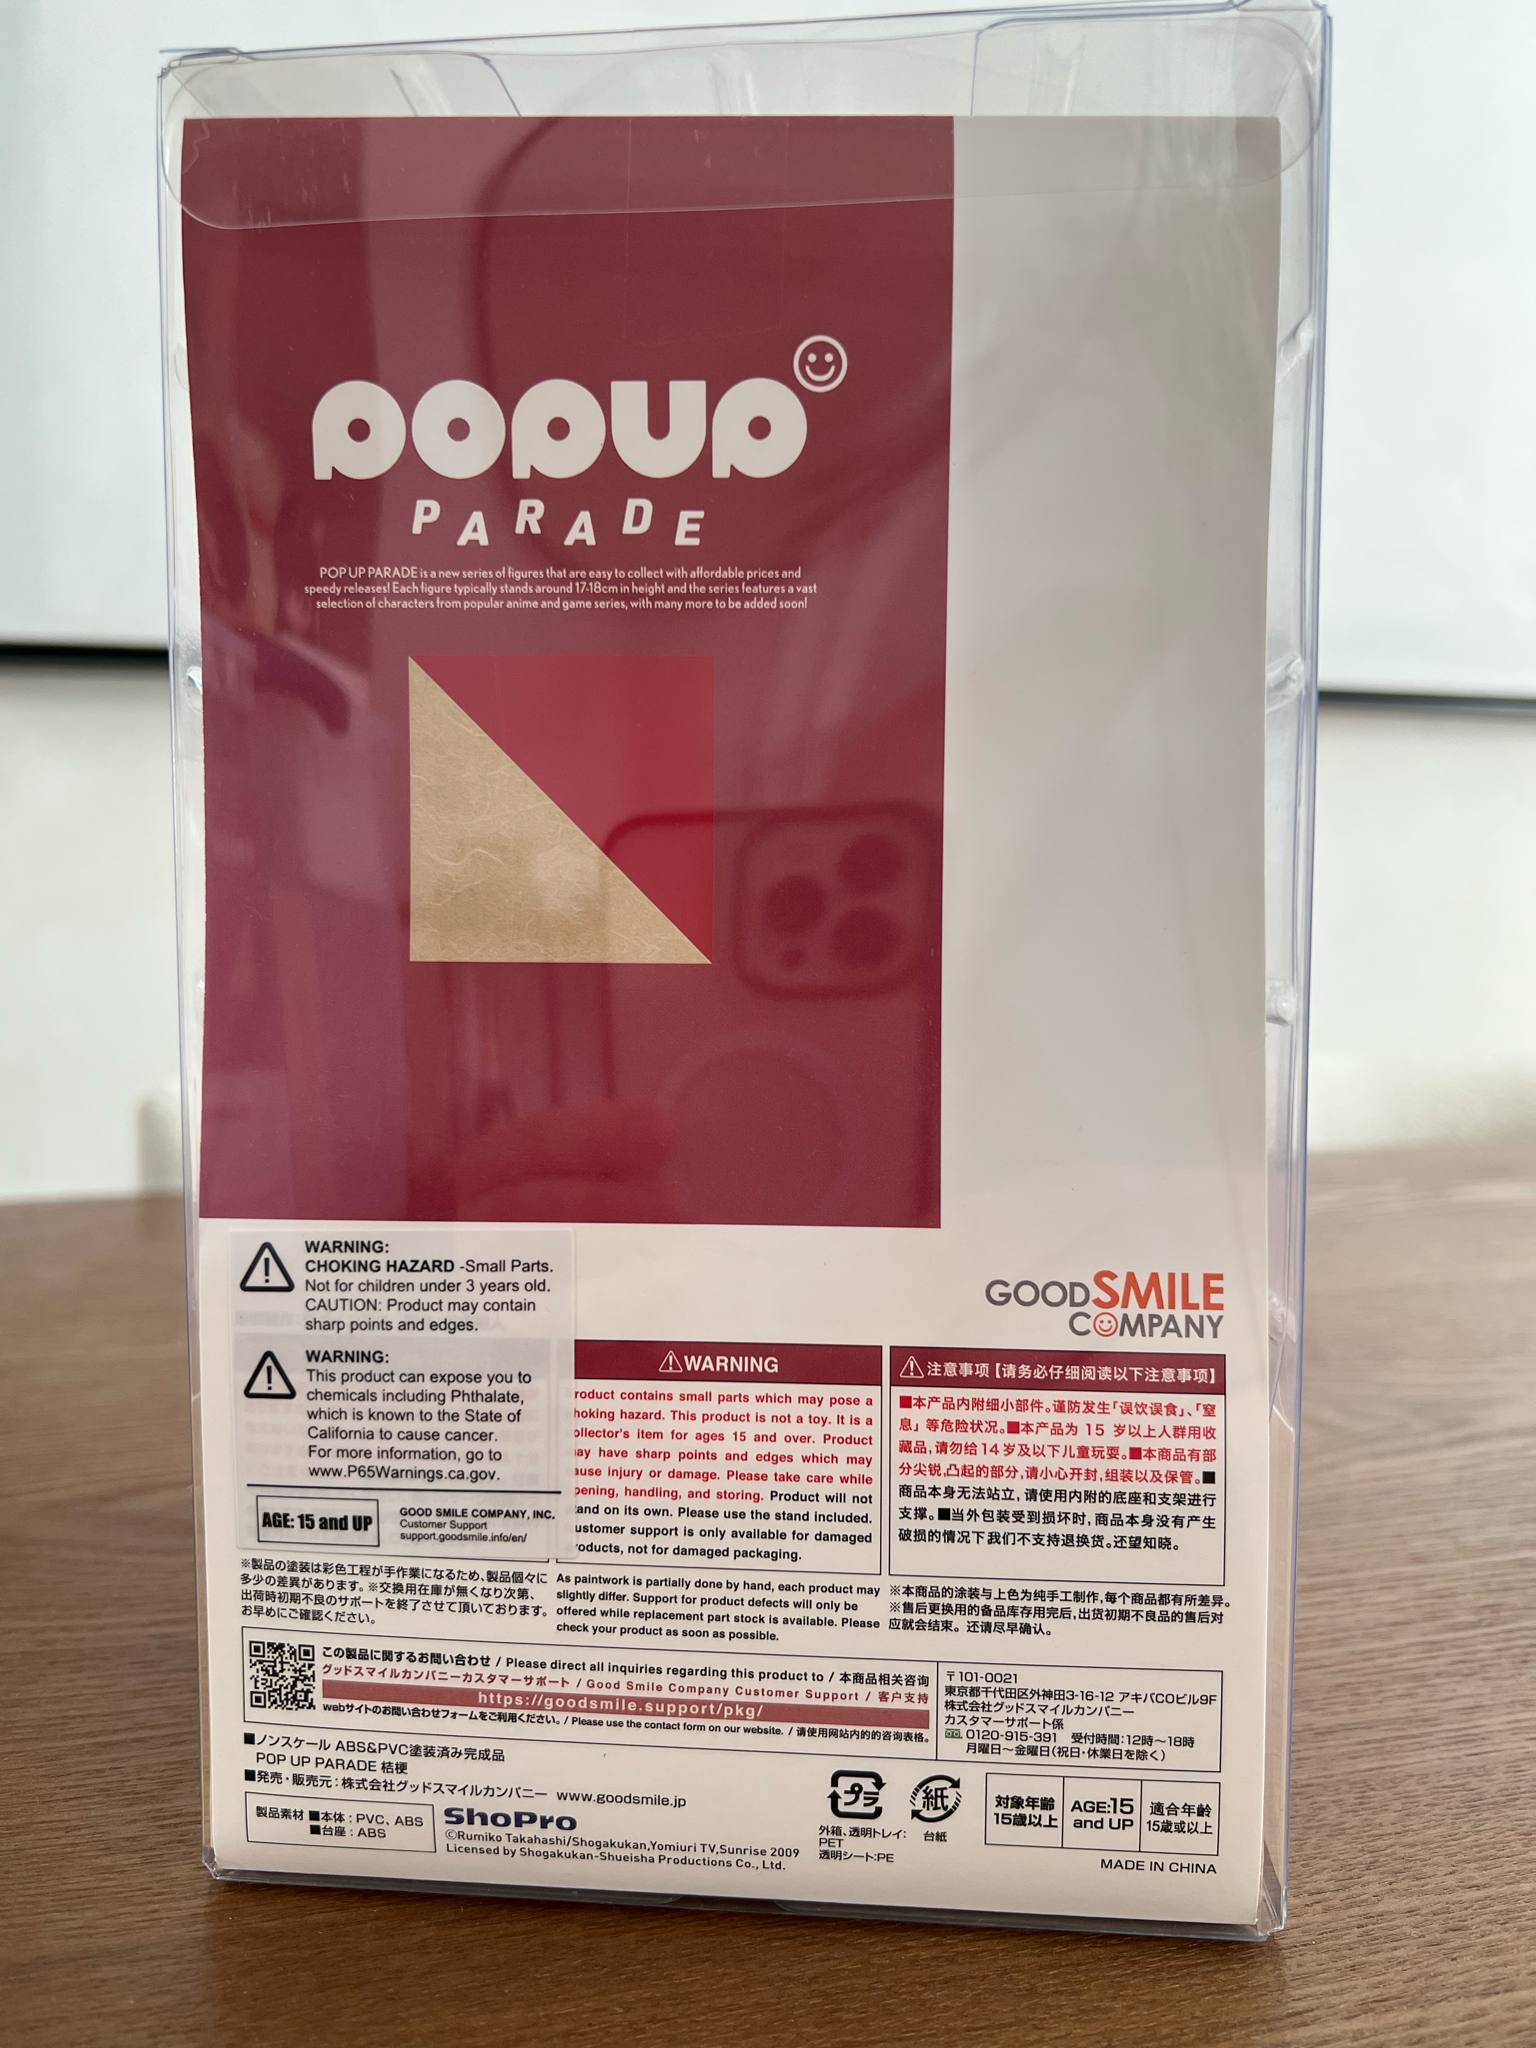 POPUP
PARADE
POP UP PARADE is a new series of figures that are easy to collect with affordable prices and
speedy releases! Each figure typically stands around 17-18cm in height and the series features a vast
selection of characters from popular anime and game series, with many more to be added soon!
WARNING:
CHOKING HAZARD -Small Parts.
Not for children under 3 years old.
CAUTION: Product may contain
sharp points and edges.
WARNING:
This product can expose you to
chemicals including Phthalate,
which is known to the State of
California to cause cancer.
For more information, go to
www.P65Warnings.ca.gov.
AGE: 15 and UP
GOOD SMILE COMPANY, INC.
Customer Support
support.goodsmile.info/en/
GOODSMILE
COMPANY
WARNING
roduct contains small parts which may pose a
hoking hazard. This product is not a toy. It is a
ollector's item for ages 15 and over. Product
ay have sharp points and edges which may
ause injury or damage. Please take care while
pening, handling, and storing. Product will not
and on its own. Please use the stand included.
ustomer support is only available for damaged
roducts, not for damaged packaging.
注意事项【请务必仔细阅读以下注意事项】
■本产品内附细小部件。谨防发生「误饮误食」、「窒
息」等危险状况。■本产品为 15 岁以上人群用收
藏品,请勿给14岁及以下儿童玩耍。■本商品有部
分尖锐,凸起的部分,请小心开封,组装以及保管。■
商品本身无法站立,请使用内附的底座和支架进行
支撑。■当外包装受到损坏时,商品本身没有产生
破损的情况下我们不支持退换货。还望知晓。
※製品の塗装は彩色工程が手作業になるため、製品個々に
多少の差異があります。※交換用在庫が無くなり次第、
出荷時初期不良のサポートを終了させて頂いております。
お早めにご確認ください。
As paintwork is partially done by hand, each product may
slightly differ. Support for product defects will only be
offered while replacement part stock is available. Please
check your product as soon as possible.
※本商品的涂装与上色为纯手工制作,每个商品都有所差异。
※售后更换用的备品库存用完后,出货初期不良品的售后对
应就会结束。还请尽早确认。
この製品に関するお問い合わせ / Please direct all inquiries regarding this product to / 本商品相关咨询
グッドスマイルカンパニーカスタマーサポート / Good Smile Company Customer Support / 客户支持
https://goodsmile.support/pkg/
webサイトのお問い合わせフォームをご利用ください。/ Please use the contact form on our website. / 请使用网站内的的咨询表格。
〒101-0021
東京都千代田区外神田3-16-12 アキバCOビル9F
株式会社グッドスマイルカンパニー
カスタマーサポート係
0120-915-391 受付時間:12時〜18時
月曜日〜金曜日(祝日・休業日を除く)
■ノンスケール ABS&PVC塗装済み完成品
POP UP PARADE 桔梗
■発売・販売元:株式会社グッドスマイルカンパニー www.goodsmile.jp
製品素材 ■本体:PVC、ABS
■台座:ABS
ShoPro
©Rumiko Takahashi/Shogakukan,Yomiuri TV,Sunrise 2009
Licensed by Shogakukan-Shueisha Productions Co., Ltd.
プラ
外箱、透明トレイ:
PET
透明シート:PE
紙
台紙
対象年齢
15歳以上
AGE:15
and UP
適合年齡
15歲或以上
MADE IN CHINA